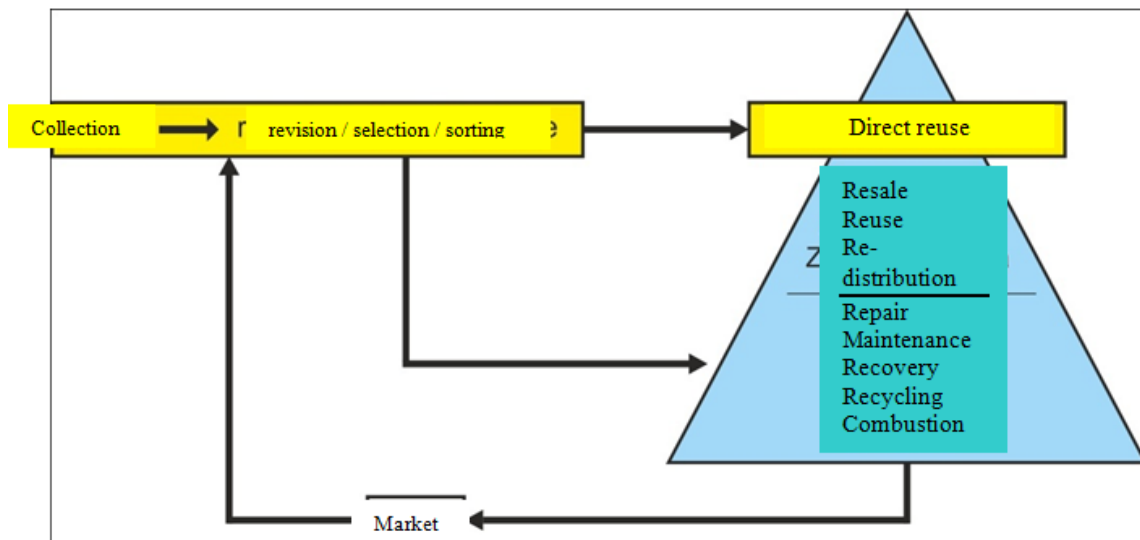 Collection
revision / selection / sorting
Direct reuse
Resale
Reuse
Re-
distribution
Repair
Maintenance
Recovery
Recycling
Combustion
Market